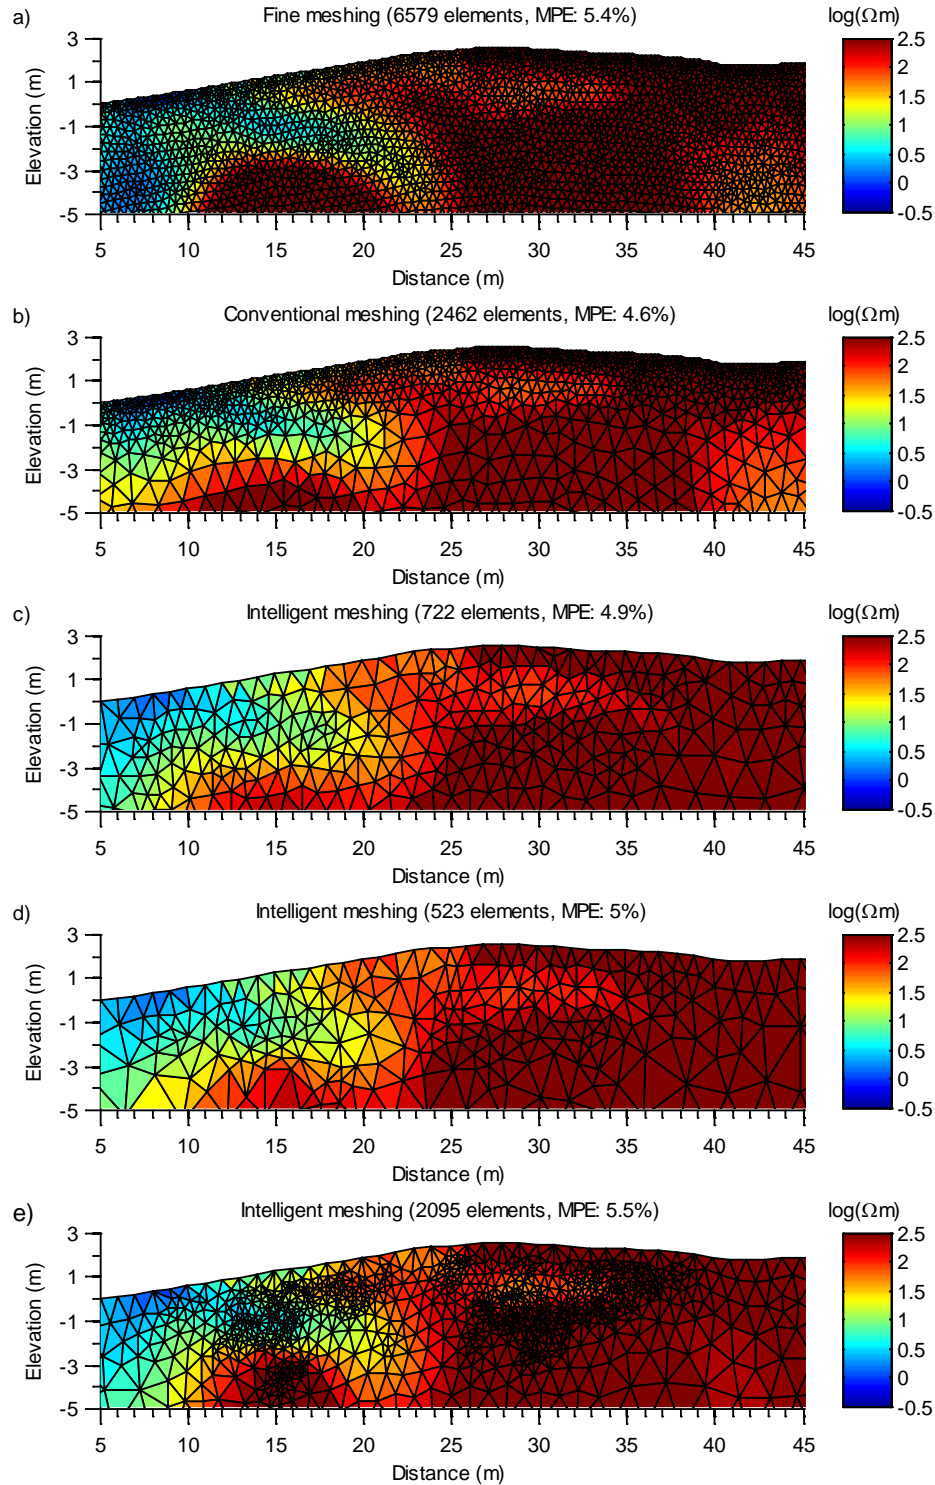 a) Fine meshing (6579 elements, MPE: 5.4%) log(Ωm)
3 2.5
1 2
-1 1.5
-3 1
-5 0.5
0
-0.5
Elevation (m)
5 10 15 20 25 30 35 40 45
Distance (m)
b) Conventional meshing (2462 elements, MPE: 4.6%) log(Ωm)
3 2.5
1 2
-1 1.5
-3 1
-5 0.5
0
-0.5
Elevation (m)
5 10 15 20 25 30 35 40 45
Distance (m)
c) Intelligent meshing (722 elements, MPE: 4.9%) log(Ωm)
3 2.5
1 2
-1 1.5
-3 1
-5 0.5
0
-0.5
Elevation (m)
5 10 15 20 25 30 35 40 45
Distance (m)
d) Intelligent meshing (523 elements, MPE: 5%) log(Ωm)
3 2.5
1 2
-1 1.5
-3 1
-5 0.5
0
-0.5
Elevation (m)
5 10 15 20 25 30 35 40 45
Distance (m)
e) Intelligent meshing (2095 elements, MPE: 5.5%) log(Ωm)
3 2.5
1 2
-1 1.5
-3 1
-5 0.5
0
-0.5
Elevation (m)
5 10 15 20 25 30 35 40 45
Distance (m)